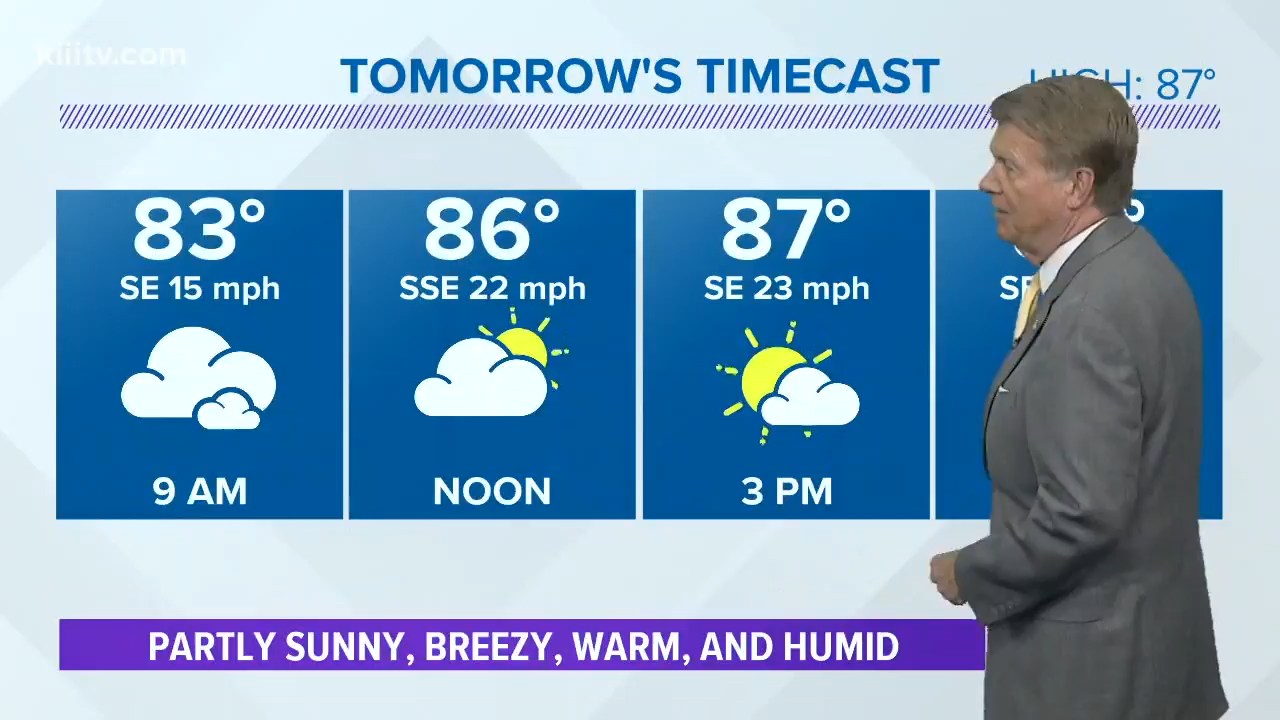 kiiitv.com
TOMORROW'S TIMECAST
HIGH: 87°
83°
SE 15 mph
9 AM
86°
SSE 22 mph
NOON
87°
SE 23 mph
3 PM
PARTLY SUNNY, BREEZY, WARM, AND HUMID